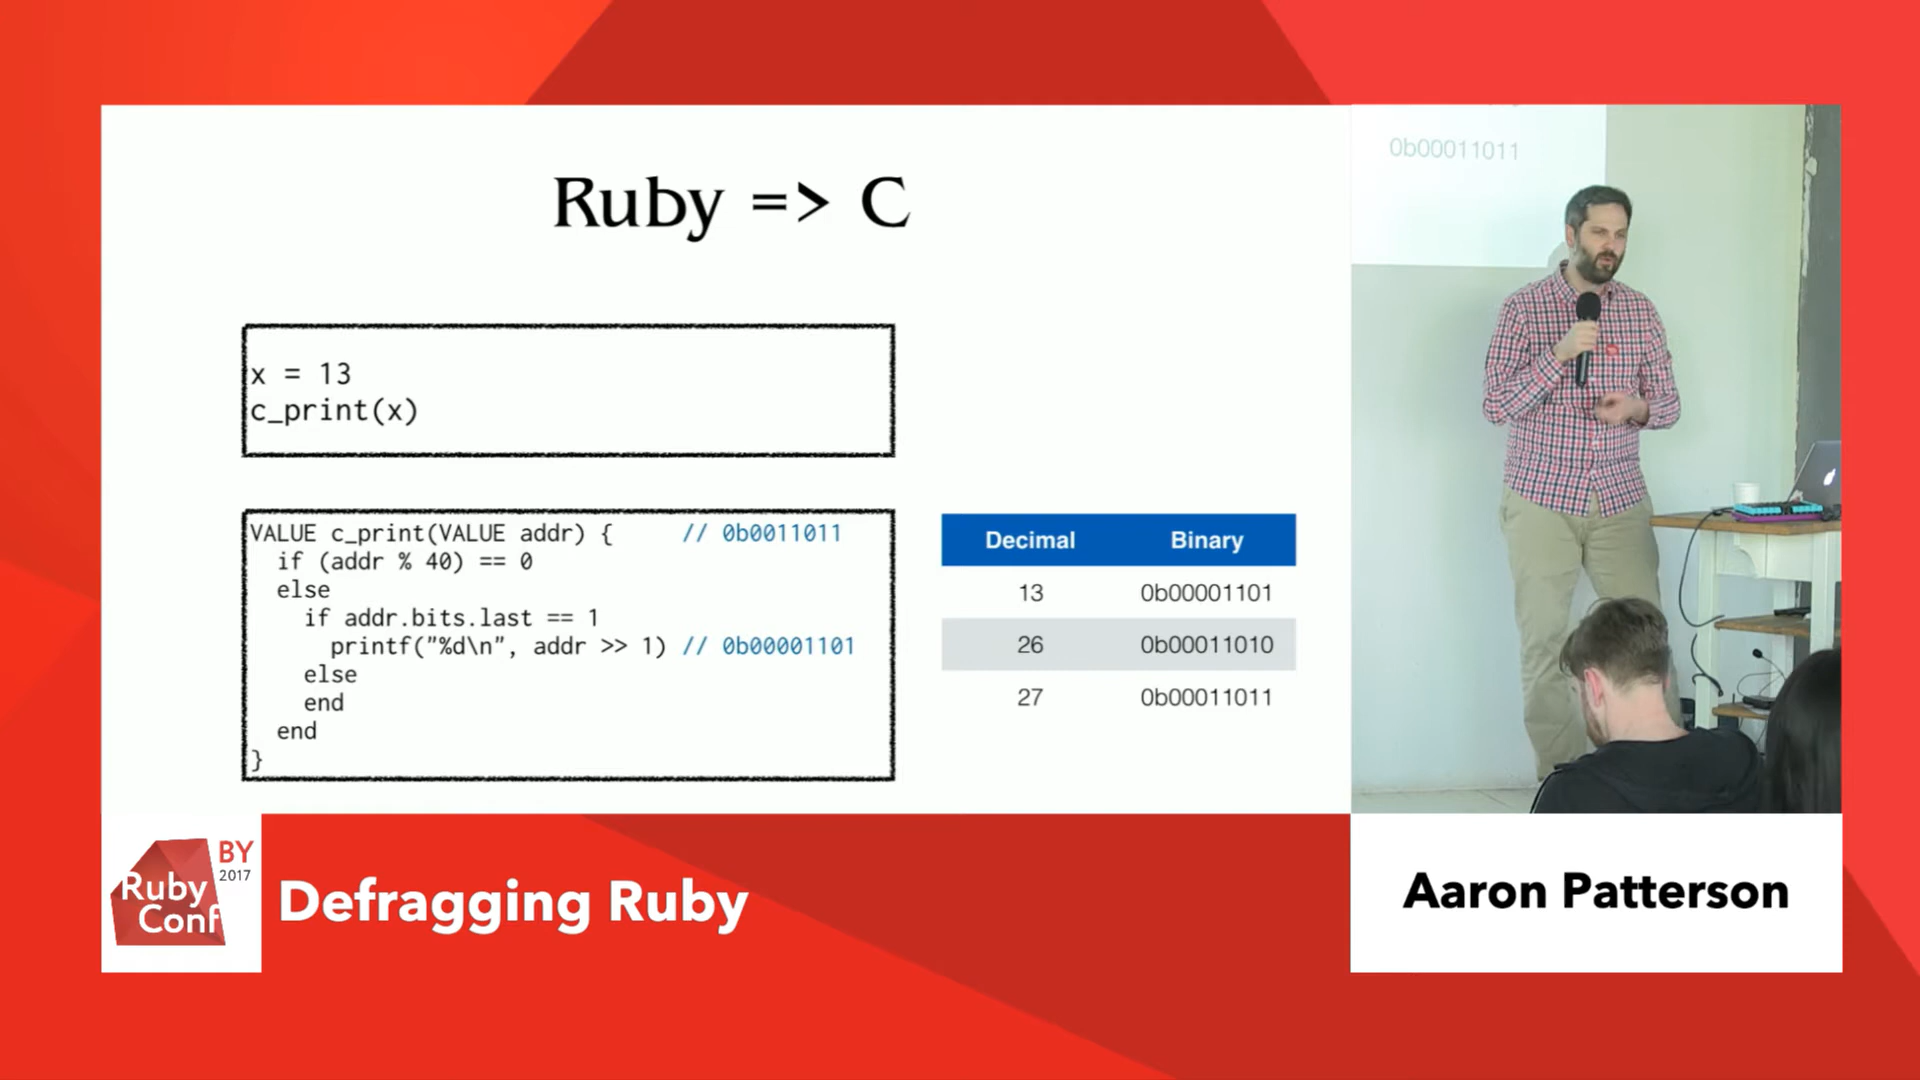 Ruby => C
x = 13
c_print(x)
VALUE c_print(VALUE addr) { // 0b0011011
if (addr % 40) == 0
else
if addr.bits.last == 1
printf("%d\n", addr >> 1) // 0b00001101
else
end
end
}
Decimal Binary
13 0b00001101
26 0b00011010
27 0b00011011
0b00011011
Ruby
Conf
BY
2017
Defragging Ruby
Aaron Patterson